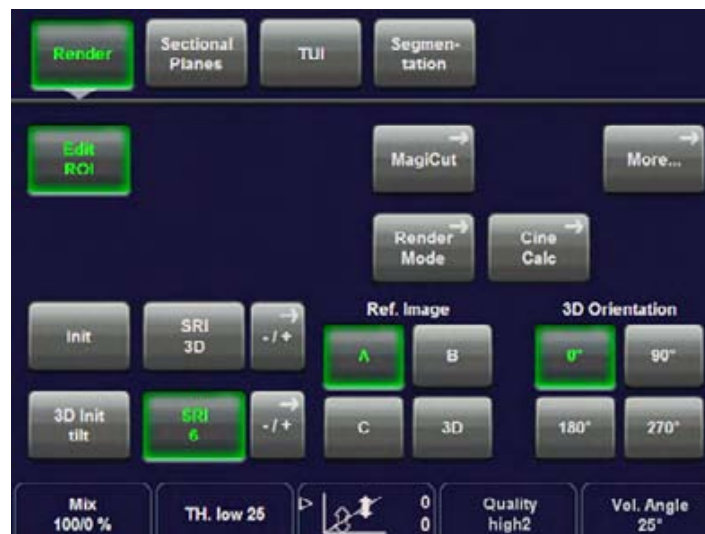 Render
Sectional
Planes
TUI
Segmen-
tation
Edit
ROI
MagiCut
More...
Render
Mode
Cine
Calc
Ref. Image
3D Orientation
Init
SRI
3D
- / +
A
B
0°
90°
3D Init
tilt
SRI
6
- / +
C
3D
180°
270°
Mix
100/0 %
TH. low 25
0
0
Quality
high2
Vol. Angle
25°